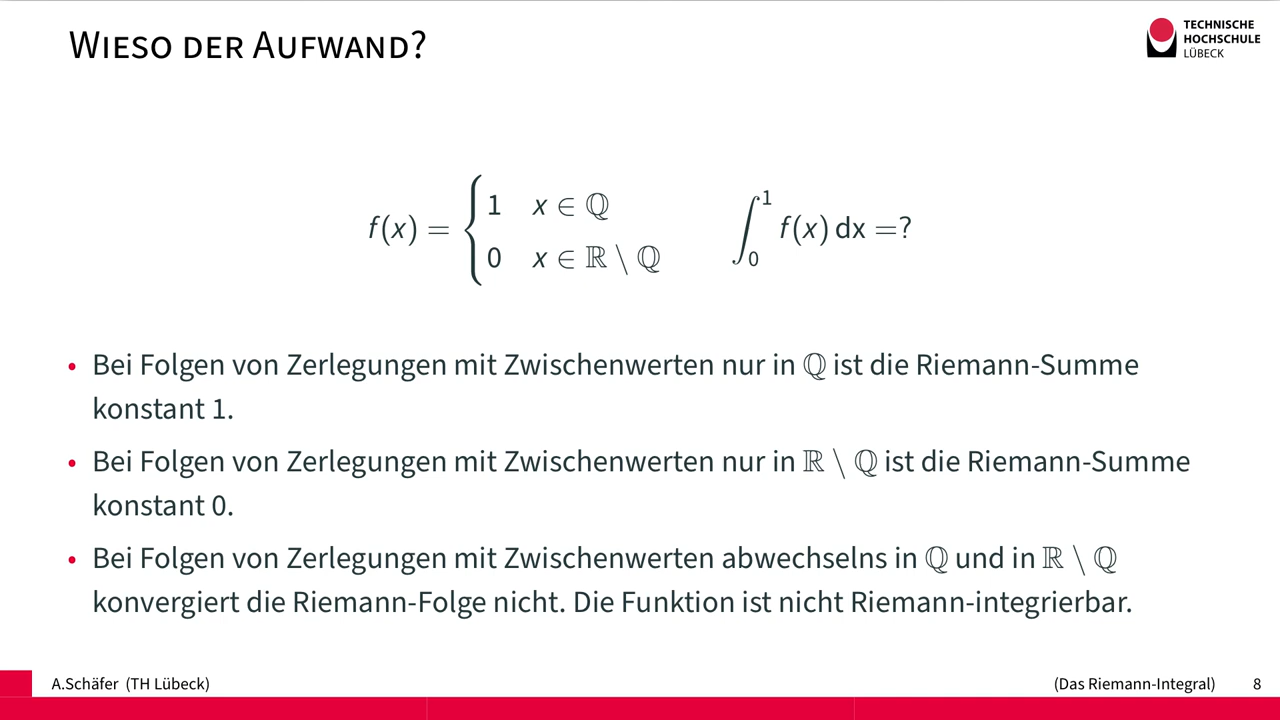 Wieso der Aufwand?
TECHNISCHE
HOCHSCHULE
LÜBECK
f(x) = { 1 x ∈ ℚ
0 x ∈ ℝ \ ℚ
∫₀¹ f(x) dx =?
• Bei Folgen von Zerlegungen mit Zwischenwerten nur in ℚ ist die Riemann-Summe
konstant 1.
• Bei Folgen von Zerlegungen mit Zwischenwerten nur in ℝ \ ℚ ist die Riemann-Summe
konstant 0.
• Bei Folgen von Zerlegungen mit Zwischenwerten abwechselns in ℚ und in ℝ \ ℚ
konvergiert die Riemann-Folge nicht. Die Funktion ist nicht Riemann-integrierbar.
A.Schäfer (TH Lübeck) (Das Riemann-Integral) 8